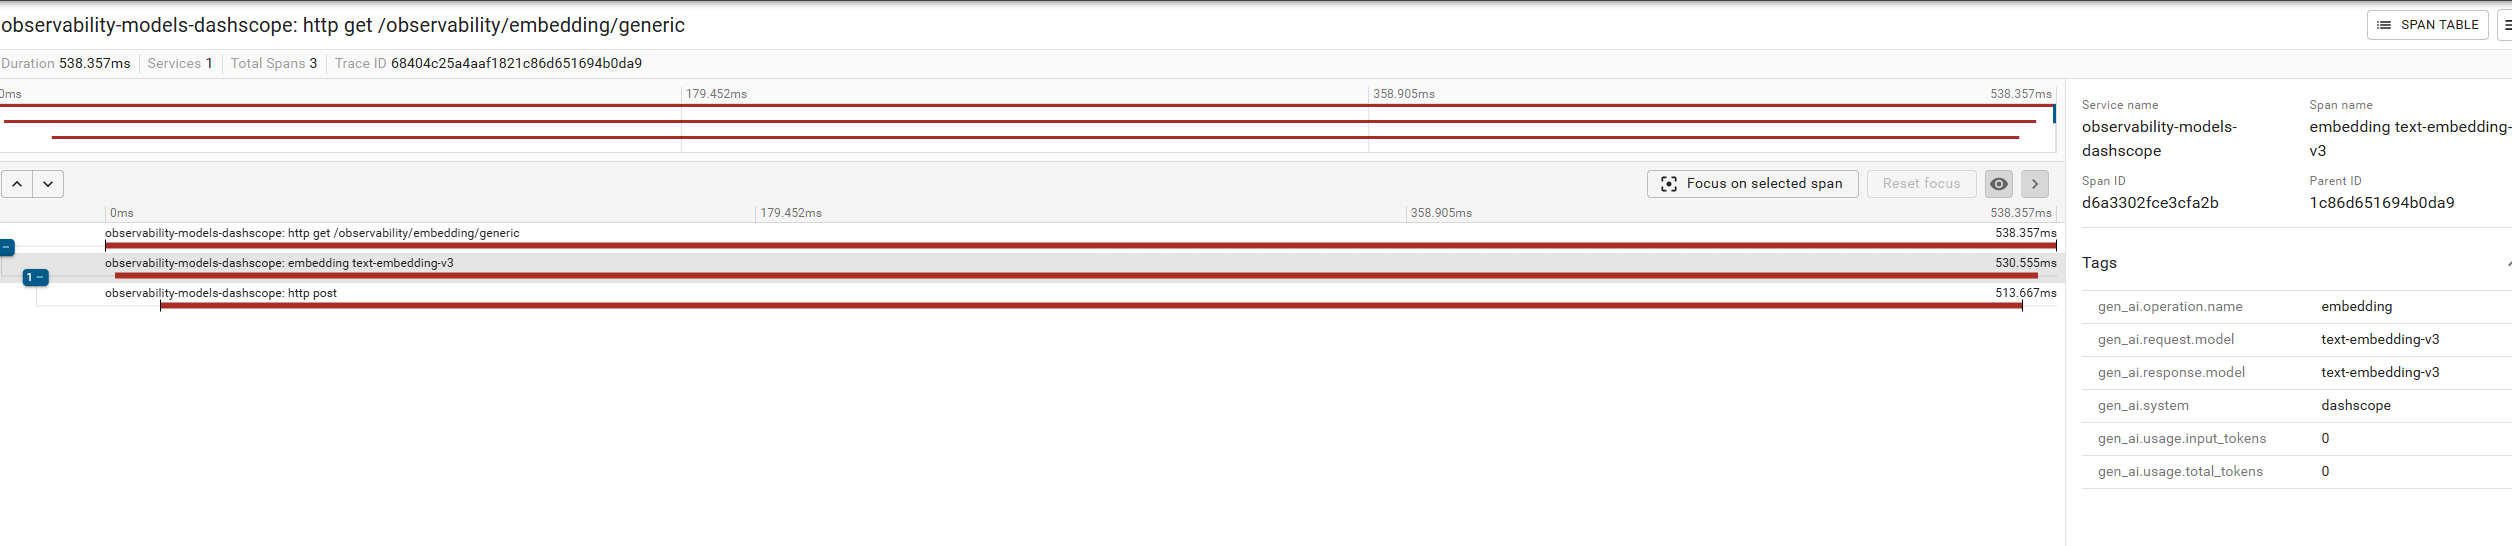 observability-models-dashscope: http get /observability/embedding/generic
SPAN TABLE
Duration 538.357ms Services 1 Total Spans 3 Trace ID 68404c25a4aaf1821c86d651694b0da9
0ms 179.452ms 358.905ms 538.357ms
Focus on selected span Reset focus
0ms 179.452ms 358.905ms 538.357ms
observability-models-dashscope: http get /observability/embedding/generic 538.357ms
observability-models-dashscope: embedding text-embedding-v3 530.555ms
1
observability-models-dashscope: http post 513.667ms
Service name
observability-models-
dashscope
Span name
embedding text-embedding-
v3
Span ID
d6a3302fce3cfa2b
Parent ID
1c86d651694b0da9
Tags
gen_ai.operation.name embedding
gen_ai.request.model text-embedding-v3
gen_ai.response.model text-embedding-v3
gen_ai.system dashscope
gen_ai.usage.input_tokens 0
gen_ai.usage.total_tokens 0